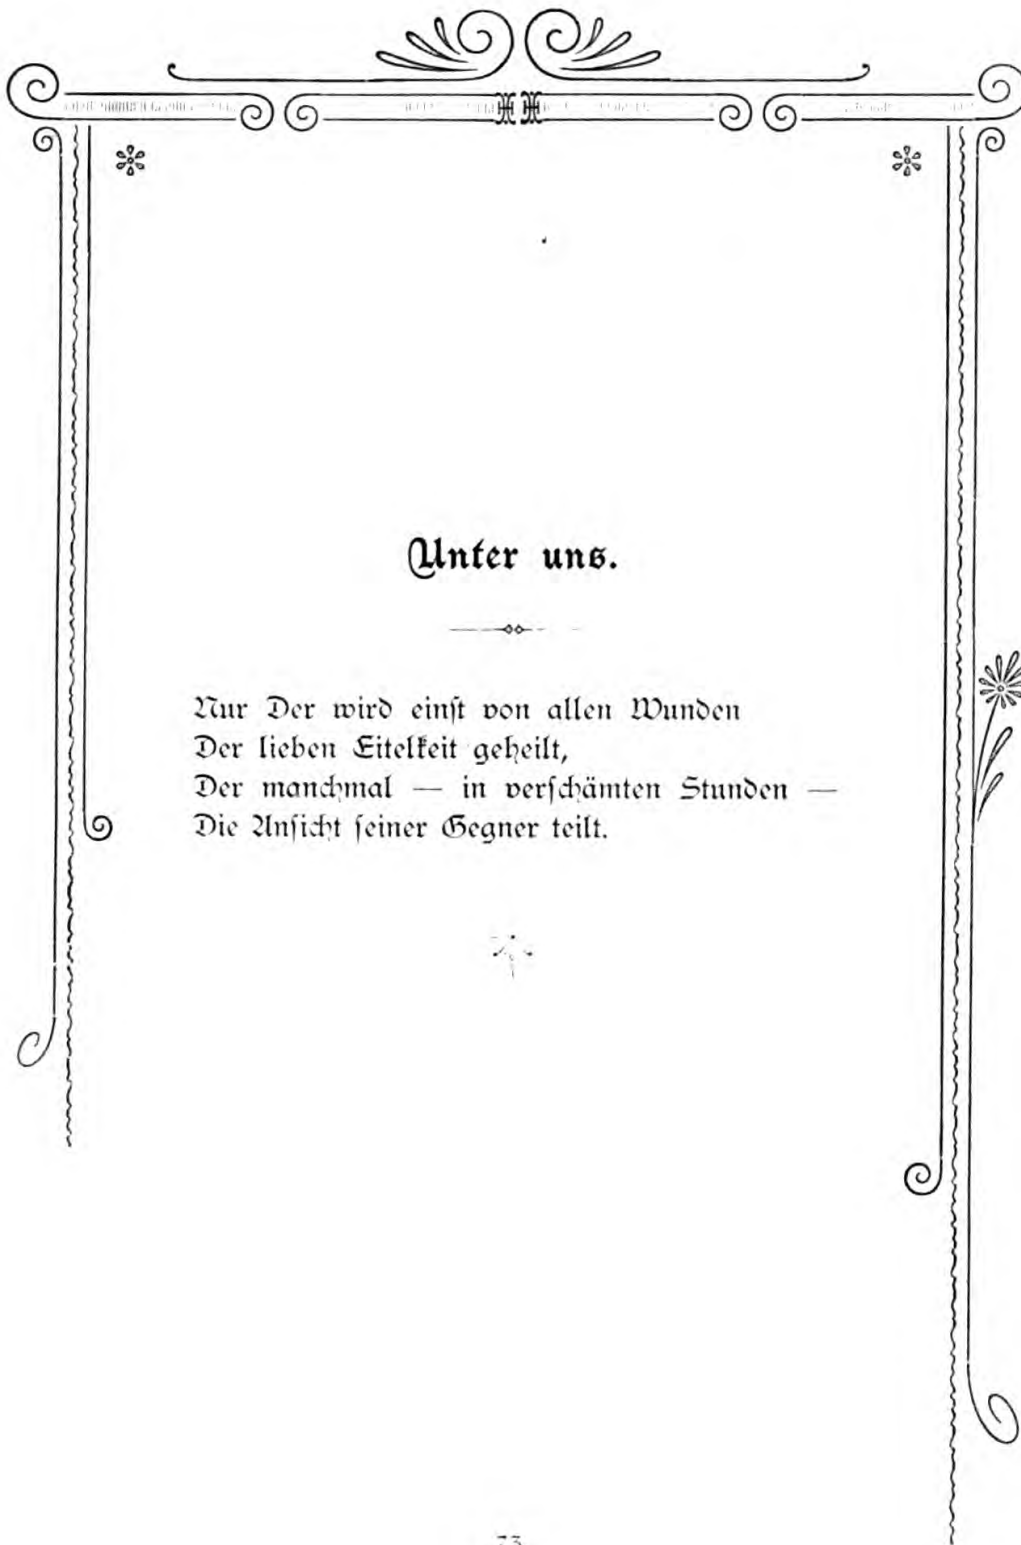 Unter uns.
Nur Der wird einst von allen Wunden
Der lieben Eitelkeit geheilt,
Der manchmal — in verschämten Stunden —
Die Ansicht seiner Gegner teilt.